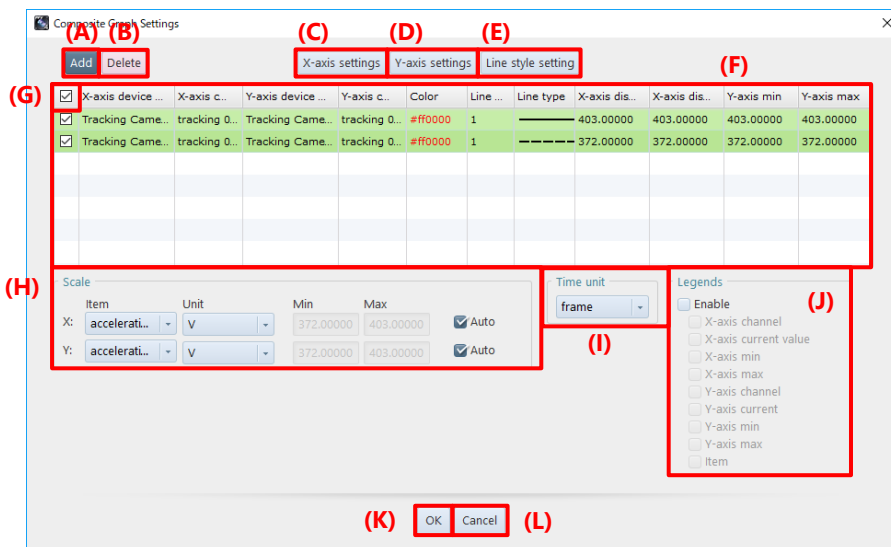 Composite Graph Settings
(A) (B) (C) (D) (E)
Add Delete X-axis settings Y-axis settings Line style setting
(F)
(G)
X-axis device ... X-axis c... Y-axis device ... Y-axis c... Color Line ... Line type X-axis dis... X-axis dis... Y-axis min Y-axis max
Tracking Came... tracking 0... Tracking Came... tracking 0... #ff0000 1 403.00000 403.00000 403.00000 403.00000
Tracking Came... tracking 0... Tracking Came... tracking 0... #ff0000 1 372.00000 372.00000 372.00000 372.00000
(H)
Scale
Item Unit Min Max
X: accelerati... V 372.00000 403.00000 Auto
Y: accelerati... V 372.00000 403.00000 Auto
Time unit
frame
(I)
Legends
Enable
(J)
X-axis channel
X-axis current value
X-axis min
X-axis max
Y-axis channel
Y-axis current
Y-axis min
Y-axis max
Item
(K) OK Cancel (L)